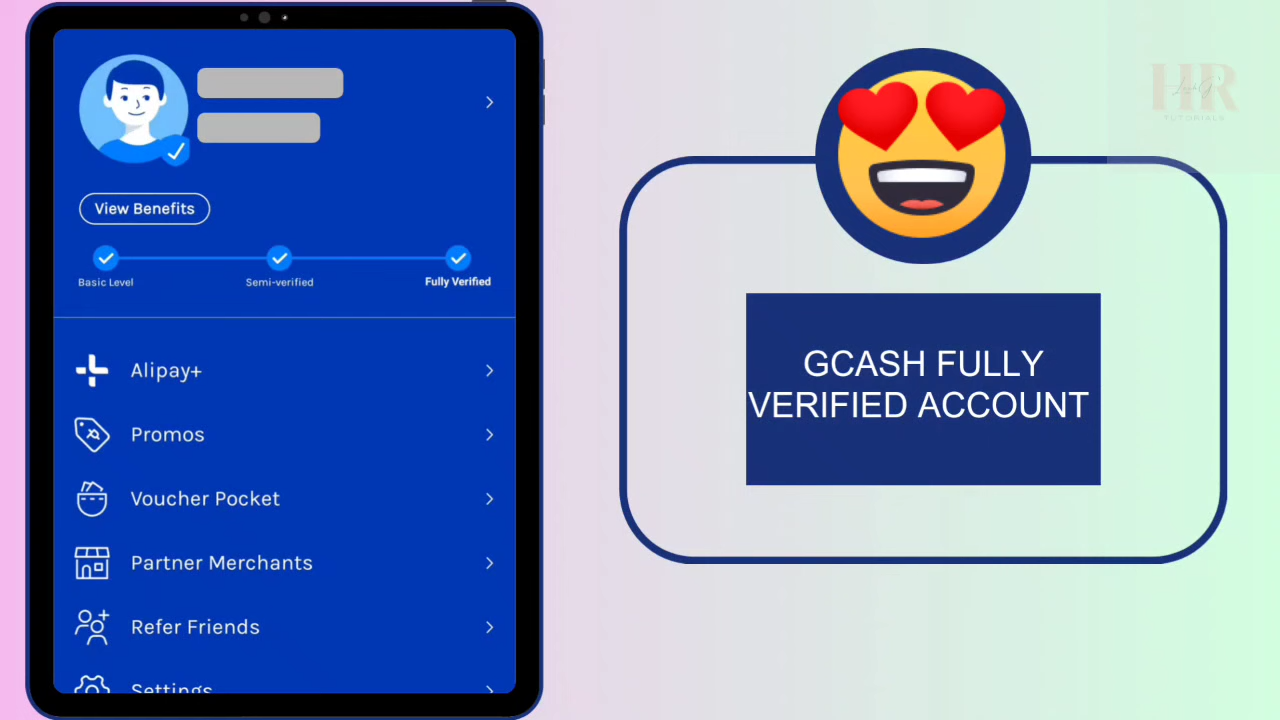 View Benefits
Basic Level
Semi-verified
Fully Verified
Alipay+
Promos
Voucher Pocket
Partner Merchants
Refer Friends
Settings
GCASH FULLY
VERIFIED ACCOUNT
HR
TUTORIALS